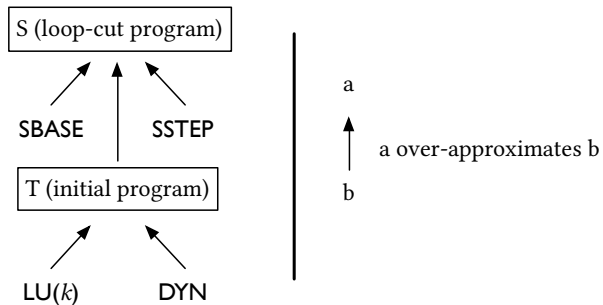 S (loop-cut program)
SBASE
SSTEP
T (initial program)
LU(k)
DYN
a
a over-approximates b
b